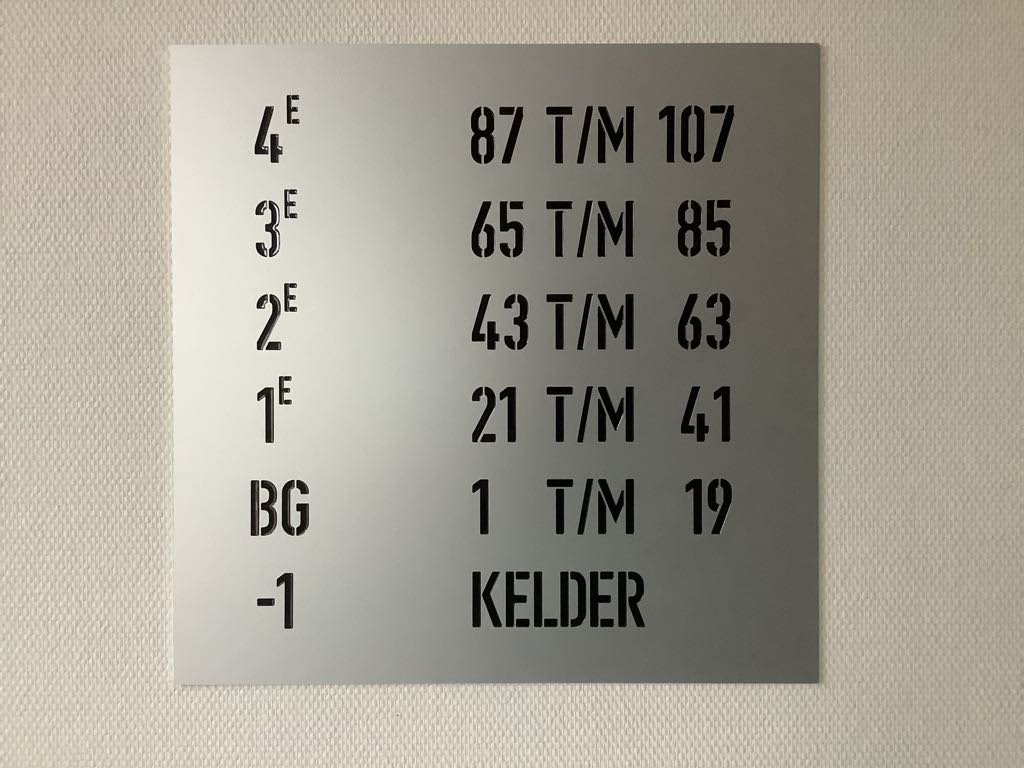 4E 87 T/M 107
3E 65 T/M 85
2E 43 T/M 63
1E 21 T/M 41
BG 1 T/M 19
-1 KELDER